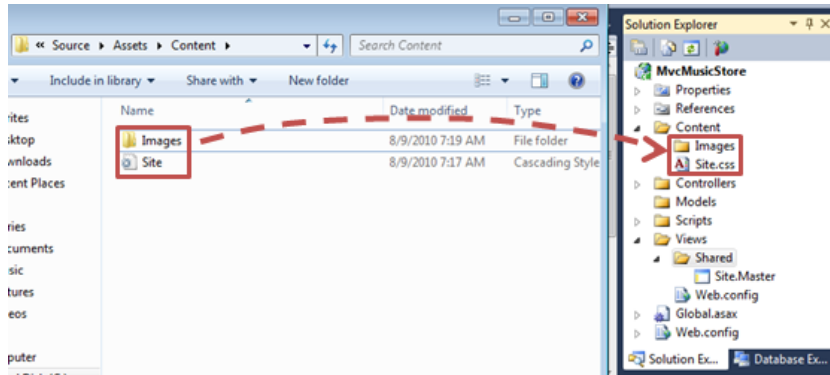 « Source ▸ Assets ▸ Content ▸
Search Content
Include in library
Share with
New folder
Name
Date modified
Type
Images
8/9/2010 7:19 AM
File folder
Site
8/9/2010 7:17 AM
Cascading Style
rites
sktop
wnloads
cent Places
ries
cuments
sic
tures
eos
puter
Solution Explorer
MvcMusicStore
Properties
References
Content
Images
Site.css
Controllers
Models
Scripts
Views
Shared
Site.Master
Web.config
Global.asax
Web.config
Solution Ex...
Database Ex...